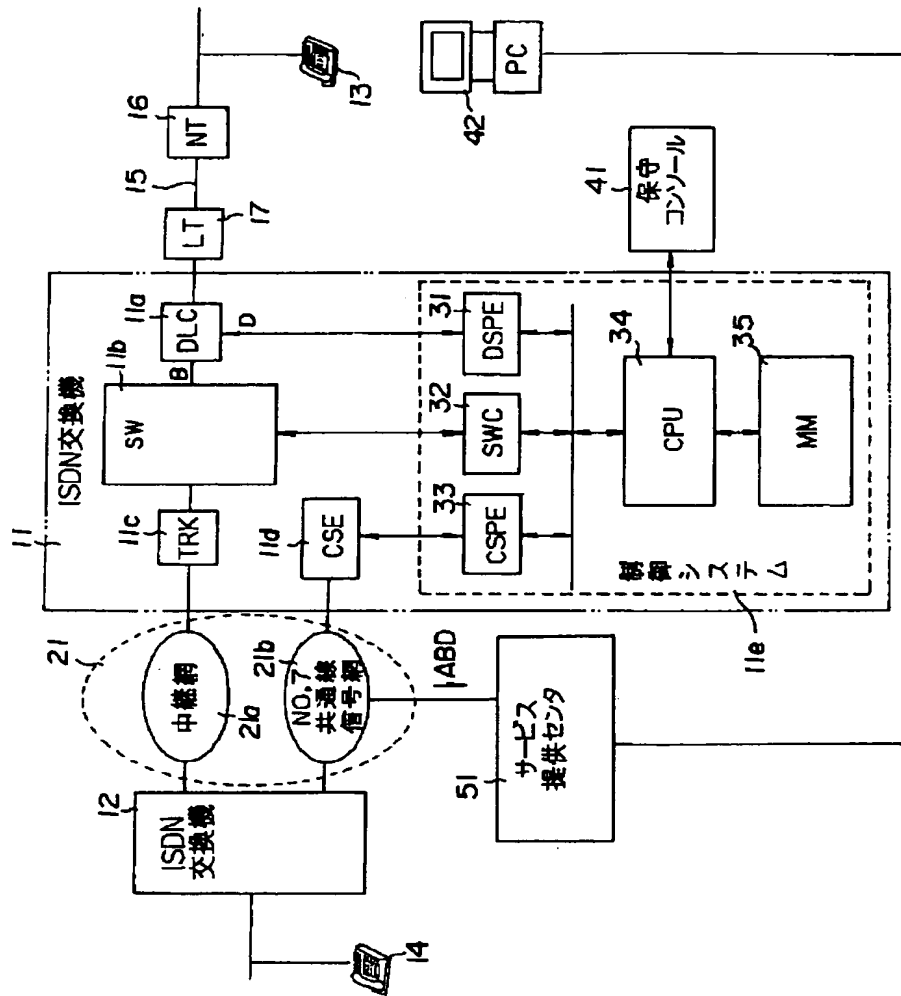 11
ISDN交換機
11b
SW
11a
DLC
B
D
17
LT
15
16
NT
13
11c
TRK
11d
CSE
33
CSPE
32
SWC
31
DSPE
34
CPU
35
MM
制御システム
11e
41
保守
コンソール
42
PC
21
中継網
21a
21b
NO,7
共通線
信号網
ABD
12
ISDN
交換機
14
51
サービス
提供センタ